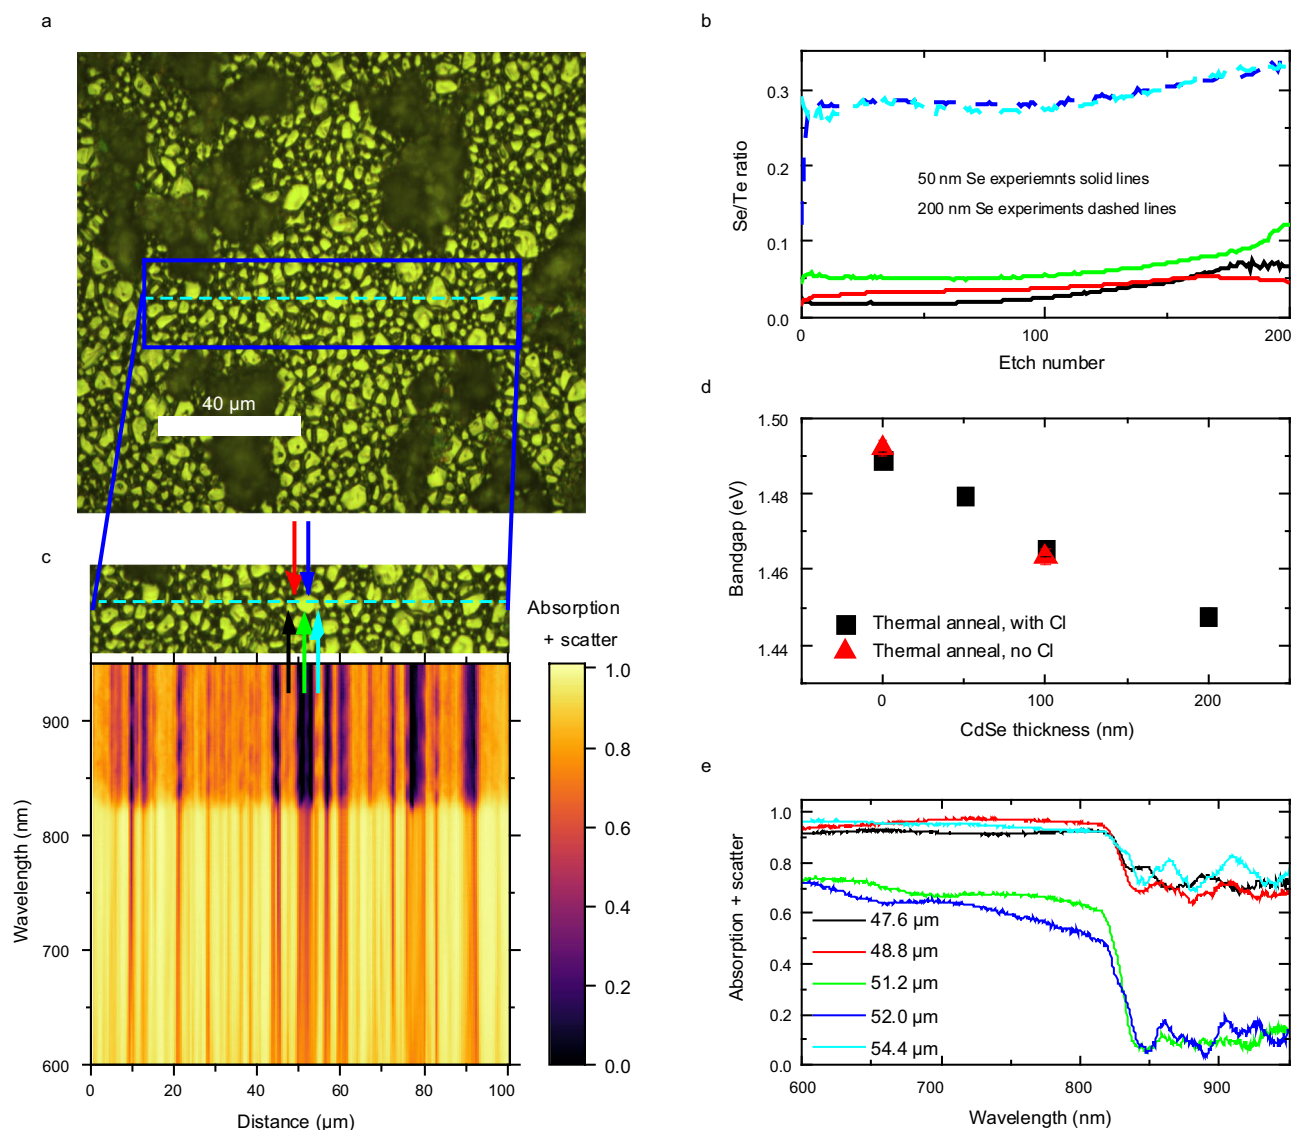 a
40 µm
b
0.3
0.2
0.1
0.0
Se/Te ratio
50 nm Se experiemnts solid lines
200 nm Se experiments dashed lines
0
100
200
Etch number
c
Absorption
+ scatter
900
800
700
600
Wavelength (nm)
0
20
40
60
80
100
Distance (µm)
1.0
0.8
0.6
0.4
0.2
0.0
d
1.50
1.48
1.46
1.44
Bandgap (eV)
Thermal anneal, with Cl
Thermal anneal, no Cl
0
100
200
CdSe thickness (nm)
e
1.0
0.8
0.6
0.4
0.2
0.0
Absorption + scatter
47.6 µm
48.8 µm
51.2 µm
52.0 µm
54.4 µm
600
700
800
900
Wavelength (nm)